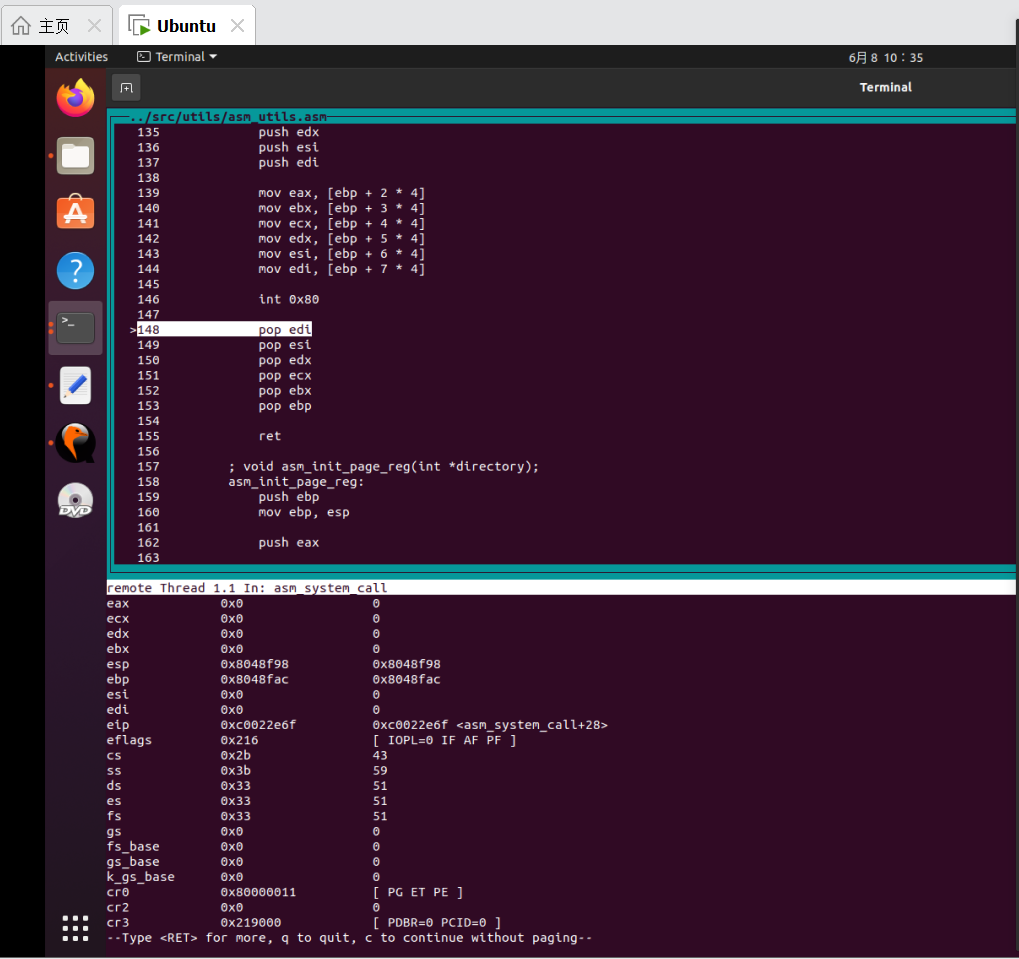 主页 Ubuntu
Activities Terminal 6月 8 10：35
Terminal
../src/utils/asm_utils.asm
135 push edx
136 push esi
137 push edi
138
139 mov eax, [ebp + 2 * 4]
140 mov ebx, [ebp + 3 * 4]
141 mov ecx, [ebp + 4 * 4]
142 mov edx, [ebp + 5 * 4]
143 mov esi, [ebp + 6 * 4]
144 mov edi, [ebp + 7 * 4]
145
146 int 0x80
147
>148 pop edi
149 pop esi
150 pop edx
151 pop ecx
152 pop ebx
153 pop ebp
154
155 ret
156
157 ; void asm_init_page_reg(int *directory);
158 asm_init_page_reg:
159 push ebp
160 mov ebp, esp
161
162 push eax
163
remote Thread 1.1 In: asm_system_call
eax 0x0 0
ecx 0x0 0
edx 0x0 0
ebx 0x0 0
esp 0x8048f98 0x8048f98
ebp 0x8048fac 0x8048fac
esi 0x0 0
edi 0x0 0
eip 0xc0022e6f 0xc0022e6f <asm_system_call+28>
eflags 0x216 [ IOPL=0 IF AF PF ]
cs 0x2b 43
ss 0x3b 59
ds 0x33 51
es 0x33 51
fs 0x33 51
gs 0x0 0
fs_base 0x0 0
gs_base 0x0 0
k_gs_base 0x0 0
cr0 0x80000011 [ PG ET PE ]
cr2 0x0 0
cr3 0x219000 [ PDBR=0 PCID=0 ]
--Type <RET> for more, q to quit, c to continue without paging--
DVD